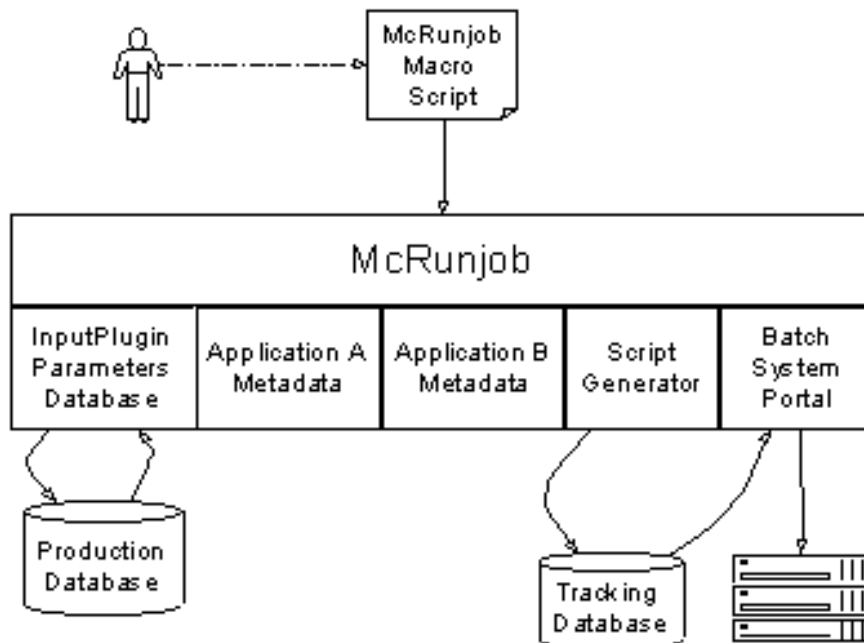 McRunjob
Macro
Script
McRunjob
InputPlugin
Parameters
Database
Application A
Metadata
Application B
Metadata
Script
Generator
Batch
System
Portal
Production
Database
Tracking
Database